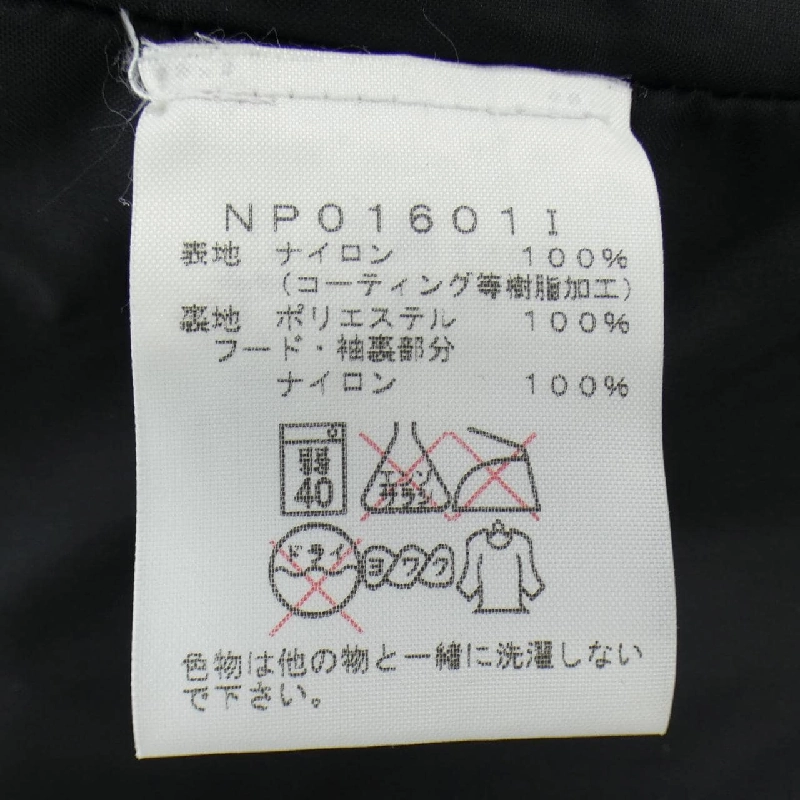 NP01601I
表地 ナイロン 100%
(コーティング等樹脂加工)
裏地 ポリエステル 100%
フード・袖裏部分
ナイロン 100%
弱
40
エンソ
サラシ
ドライ
ヨワク
色物は他の物と一緒に洗濯しない
で下さい。